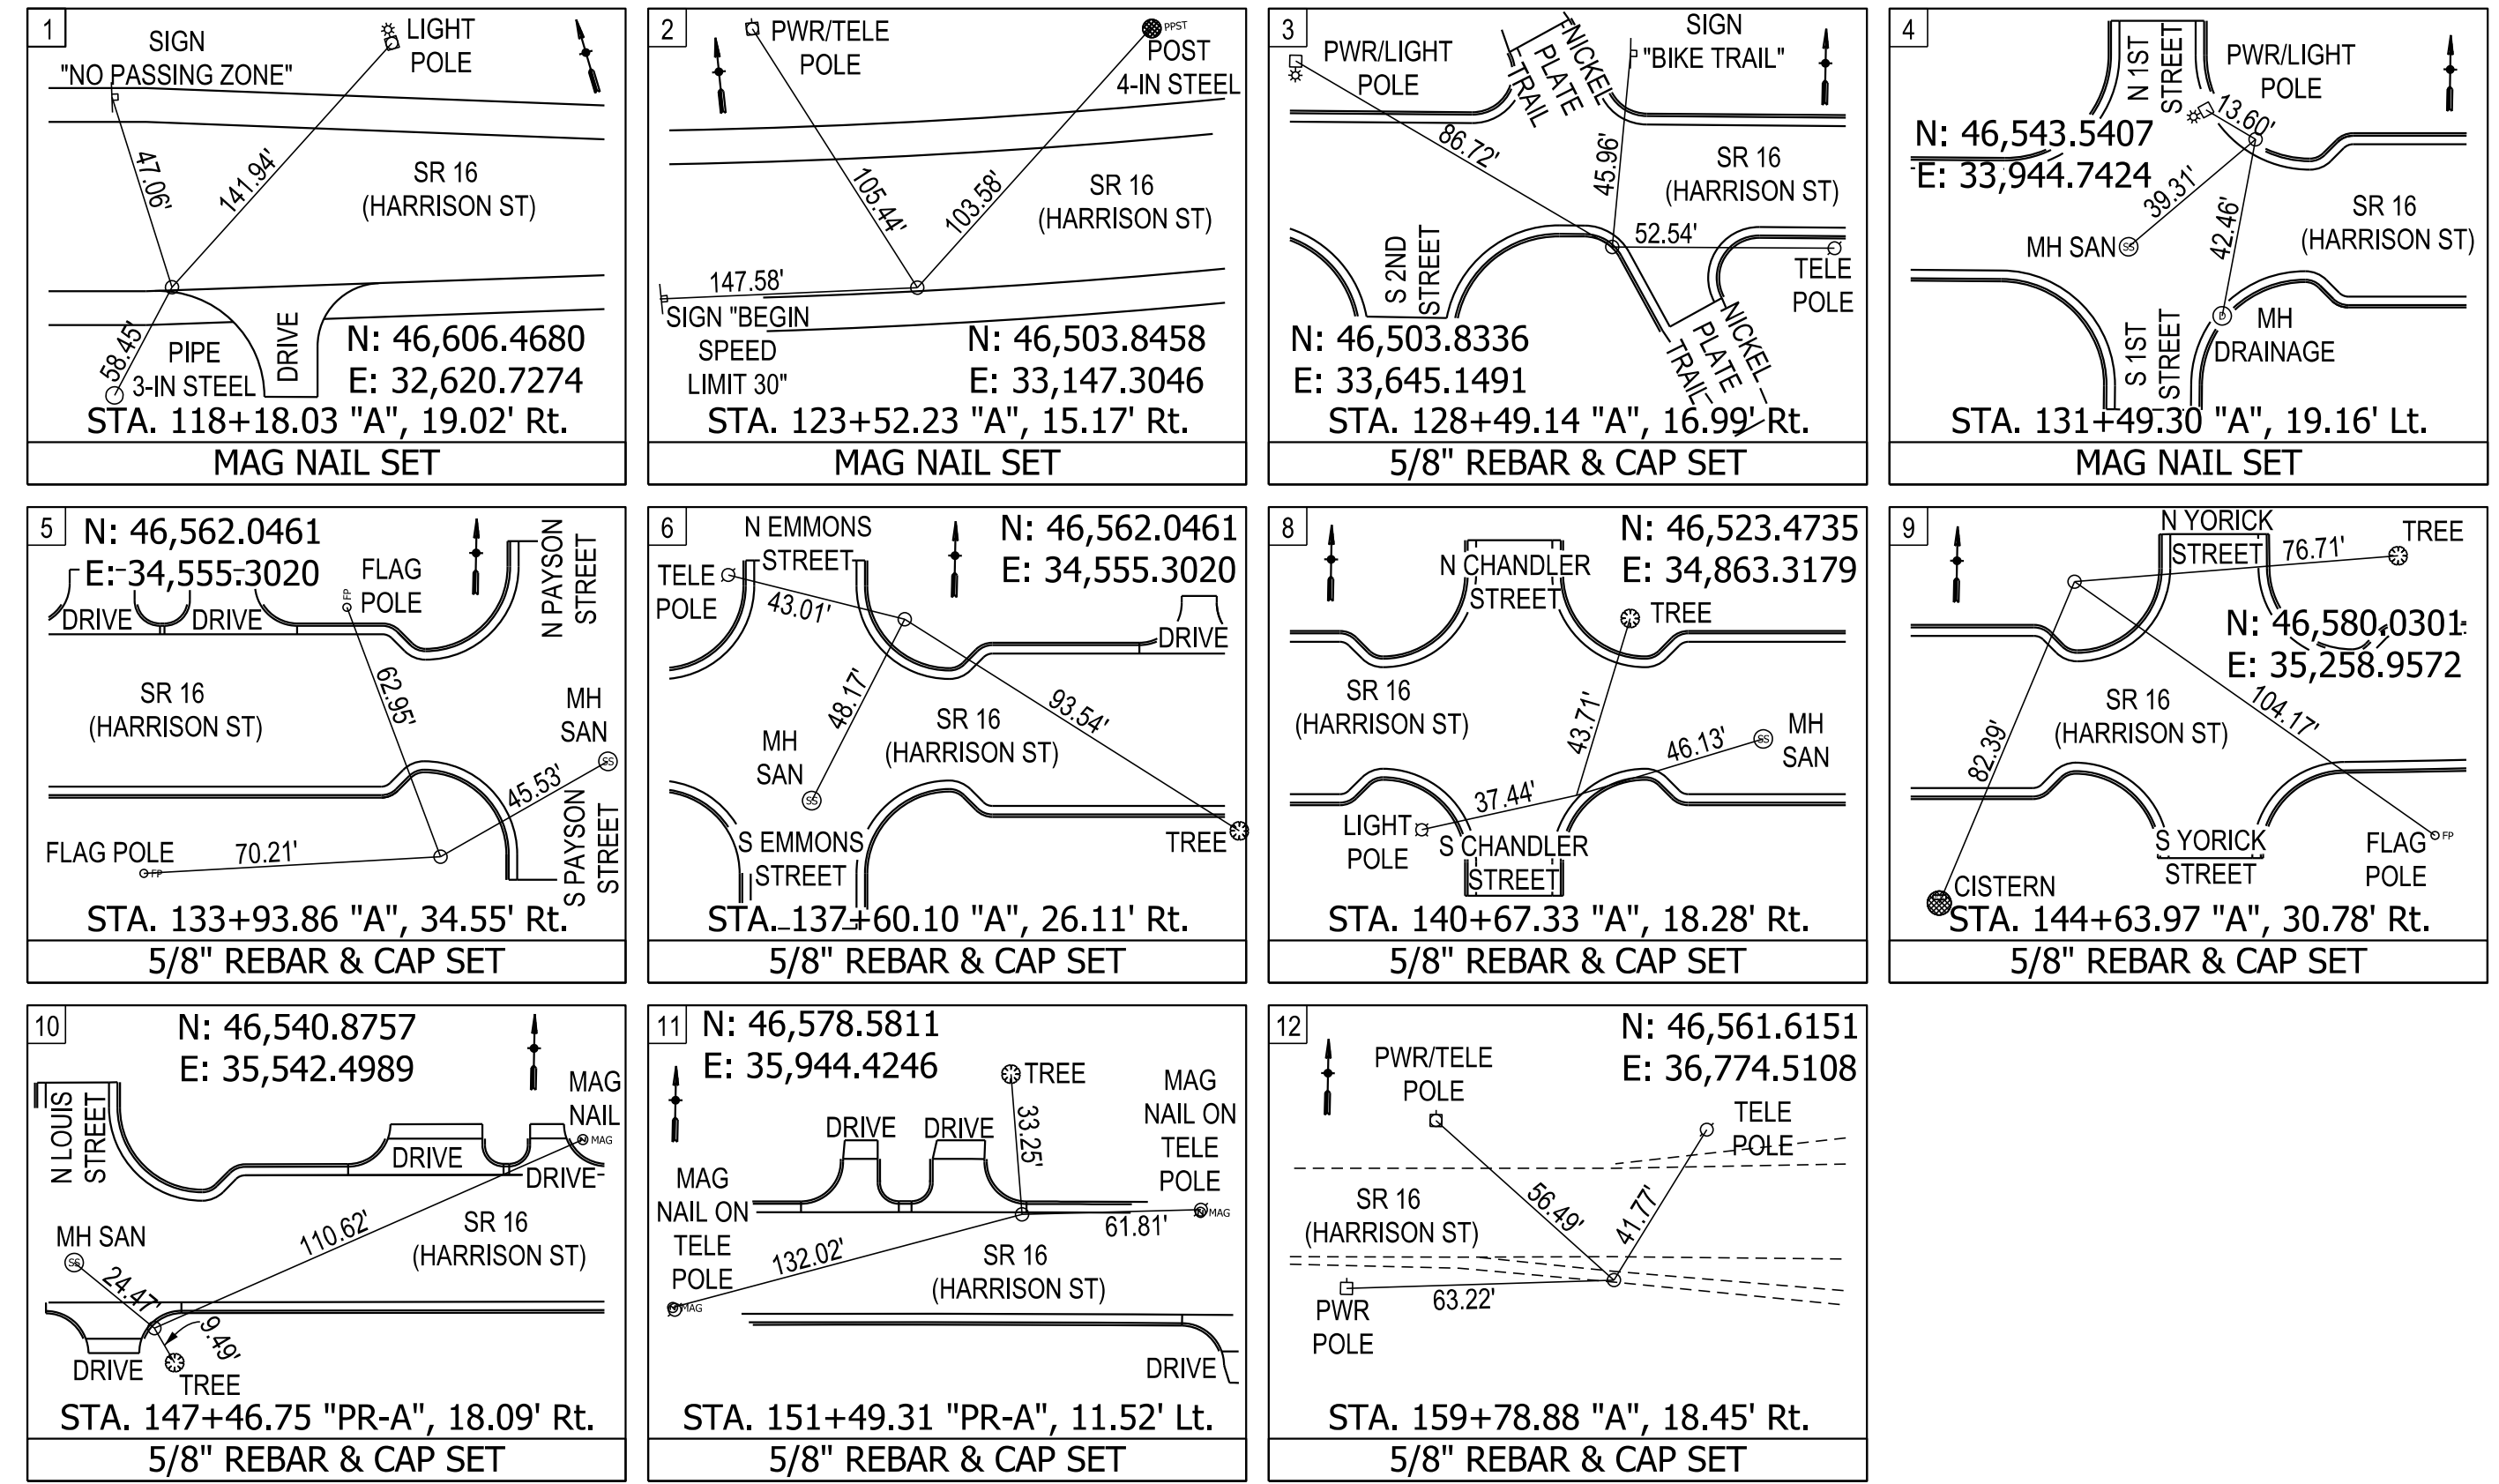 1
SIGN
"NO PASSING ZONE"
LIGHT
POLE
47.06'
141.94'
SR 16
(HARRISON ST)
58.45'
PIPE
3-IN STEEL
DRIVE
N: 46,606.4680
E: 32,620.7274
STA. 118+18.03 "A", 19.02' Rt.
MAG NAIL SET
2
PWR/TELE
POLE
PPST
POST
4-IN STEEL
105.44'
103.58'
SR 16
(HARRISON ST)
147.58'
SIGN "BEGIN
SPEED
LIMIT 30"
N: 46,503.8458
E: 33,147.3046
STA. 123+52.23 "A", 15.17' Rt.
MAG NAIL SET
3
PWR/LIGHT
POLE
NICKEL
PLATE
TRAIL
SIGN
"BIKE TRAIL"
86.72'
45.96'
SR 16
(HARRISON ST)
52.54'
S 2ND
STREET
TELE
POLE
NICKEL
PLATE
TRAIL
N: 46,503.8336
E: 33,645.1491
STA. 128+49.14 "A", 16.99' Rt.
5/8" REBAR & CAP SET
4
N 1ST
STREET
PWR/LIGHT
POLE
13.60'
N: 46,543.5407
E: 33,944.7424
39.31'
42.46'
SR 16
(HARRISON ST)
MH SAN
SS
D
MH
DRAINAGE
S 1ST
STREET
STA. 131+49.30 "A", 19.16' Lt.
MAG NAIL SET
5
N: 46,562.0461
E: 34,555.3020
FLAG
POLE
FP
N PAYSON
STREET
DRIVE
DRIVE
62.95'
SR 16
(HARRISON ST)
MH
SAN
SS
45.53'
FLAG POLE
FP
70.21'
S PAYSON
STREET
STA. 133+93.86 "A", 34.55' Rt.
5/8" REBAR & CAP SET
6
N EMMONS
STREET
N: 46,562.0461
E: 34,555.3020
TELE
POLE
43.01'
DRIVE
48.17'
93.54'
SR 16
(HARRISON ST)
MH
SAN
SS
S EMMONS
STREET
TREE
STA. 137+60.10 "A", 26.11' Rt.
5/8" REBAR & CAP SET
8
N: 46,523.4735
E: 34,863.3179
N CHANDLER
STREET
TREE
SR 16
(HARRISON ST)
43.71'
46.13'
SS
MH
SAN
37.44'
LIGHT
POLE
S CHANDLER
STREET
STA. 140+67.33 "A", 18.28' Rt.
5/8" REBAR & CAP SET
9
N YORICK
STREET
76.71'
TREE
N: 46,580.0301
E: 35,258.9572
SR 16
(HARRISON ST)
104.17'
82.39'
S YORICK
STREET
FLAG
POLE
FP
CISTERN
STA. 144+63.97 "A", 30.78' Rt.
5/8" REBAR & CAP SET
10
N: 46,540.8757
E: 35,542.4989
N LOUIS
STREET
MAG
NAIL
MAG
DRIVE
DRIVE
110.62'
SR 16
(HARRISON ST)
MH SAN
SS
24.47'
9.49'
DRIVE
TREE
STA. 147+46.75 "PR-A", 18.09' Rt.
5/8" REBAR & CAP SET
11
N: 46,578.5811
E: 35,944.4246
TREE
33.25'
MAG
NAIL ON
TELE
POLE
MAG
DRIVE
DRIVE
61.81'
MAG
NAIL ON
TELE
POLE
MAG
132.02'
SR 16
(HARRISON ST)
DRIVE
STA. 151+49.31 "PR-A", 11.52' Lt.
5/8" REBAR & CAP SET
12
N: 46,561.6151
E: 36,774.5108
PWR/TELE
POLE
TELE
POLE
SR 16
(HARRISON ST)
56.49'
41.77'
63.22'
PWR
POLE
STA. 159+78.88 "A", 18.45' Rt.
5/8" REBAR & CAP SET